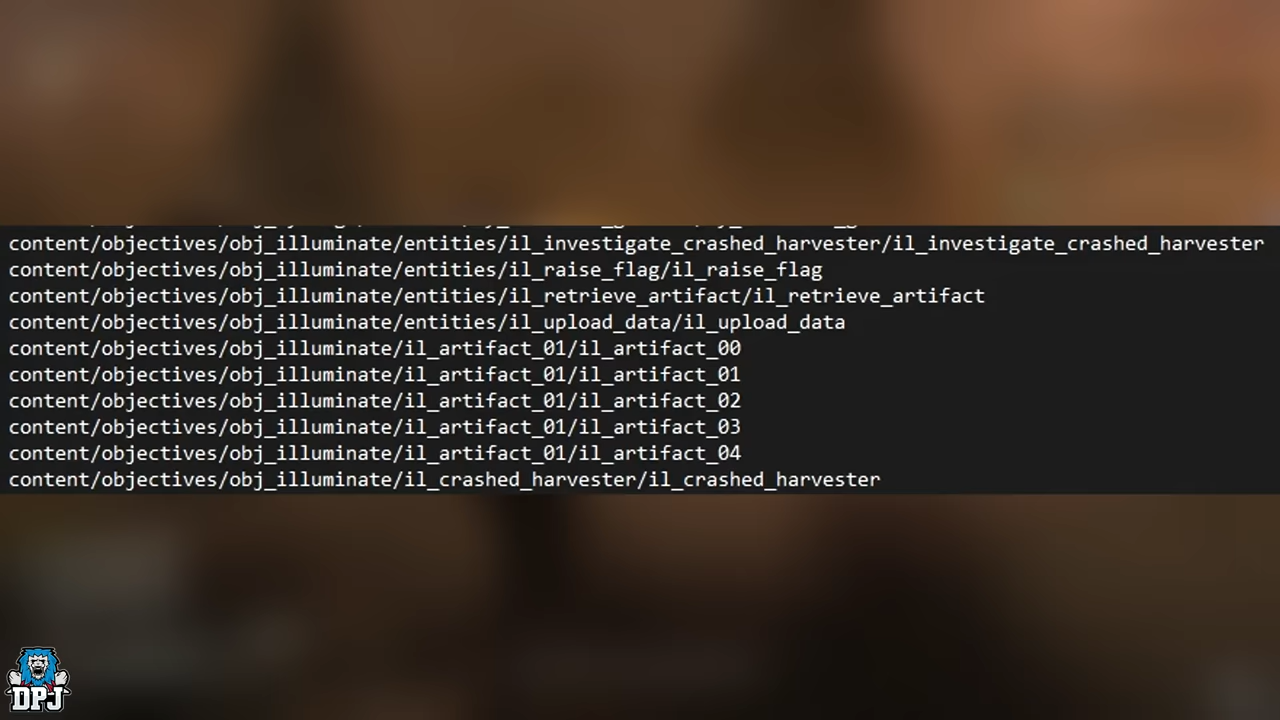 content/objectives/obj_illuminate/entities/il_investigate_crashed_harvester/il_investigate_crashed_harvester
content/objectives/obj_illuminate/entities/il_raise_flag/il_raise_flag
content/objectives/obj_illuminate/entities/il_retrieve_artifact/il_retrieve_artifact
content/objectives/obj_illuminate/entities/il_upload_data/il_upload_data
content/objectives/obj_illuminate/il_artifact_01/il_artifact_00
content/objectives/obj_illuminate/il_artifact_01/il_artifact_01
content/objectives/obj_illuminate/il_artifact_01/il_artifact_02
content/objectives/obj_illuminate/il_artifact_01/il_artifact_03
content/objectives/obj_illuminate/il_artifact_01/il_artifact_04
content/objectives/obj_illuminate/il_crashed_harvester/il_crashed_harvester
DPJ